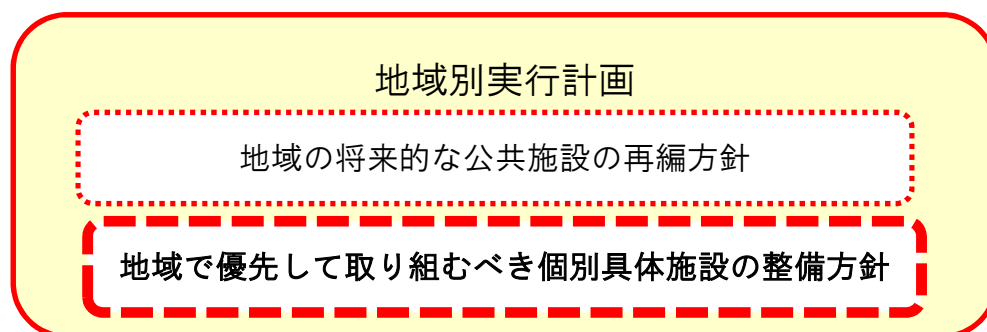 地域別実行計画
地域の将来的な公共施設の再編方針
地域で優先して取り組むべき個別具体施設の整備方針